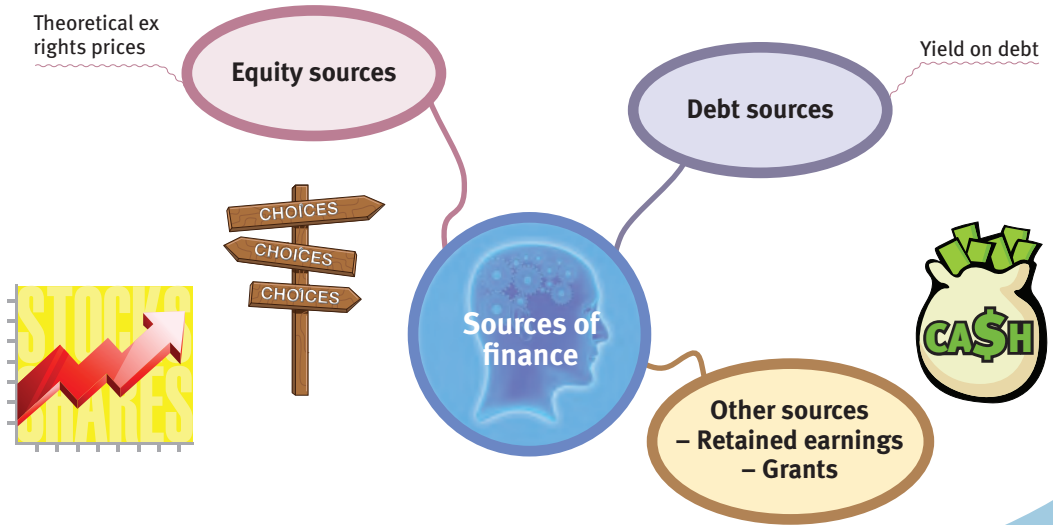 Theoretical ex
rights prices
Equity sources
Debt sources
Yield on debt
CHOICES
CHOICES
CHOICES
STOCKS
SHARES
Sources of
finance
CA$H
Other sources
– Retained earnings
– Grants